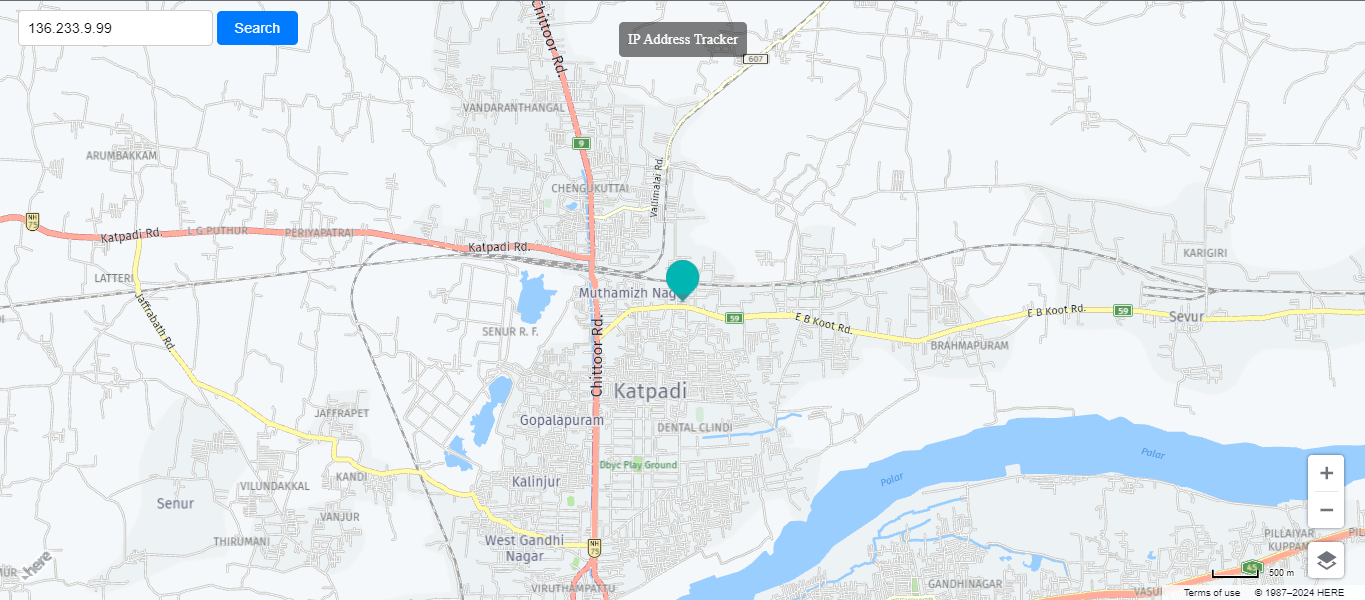 136.233.9.99
Search
IP Address Tracker
Chittoor Rd.
607
VANDARANTHANGAL
9
ARUMBAKKAM
CHENGUKUTTAI
Vallimalai Rd.
NH
75
Katpadi Rd.
L G PUTHUR
PERIYAPATRAI
Katpadi Rd.
KARIGIRI
LATTERI
Muthamizh Nagar
Jaffrabath Rd.
SENUR R. F.
Chittoor Rd.
59
E B Koot Rd.
E B Koot Rd.
59
Sevur
BRAHMAPURAM
Katpadi
JAFFRAPET
Gopalapuram
DENTAL CLINDI
Palar
Dbyc Play Ground
KANDI
VILUNDAKKAL
Kalinjur
Palar
Senur
VANJUR
THIRUMANI
West Gandhi
Nagar
NH
75
PILLAIYAR
KUPPAM
PIL
here
MUR
VIRUTHAMPATTU
GANDHINAGAR
VASUI
500 m
Terms of use
© 1987–2024 HERE